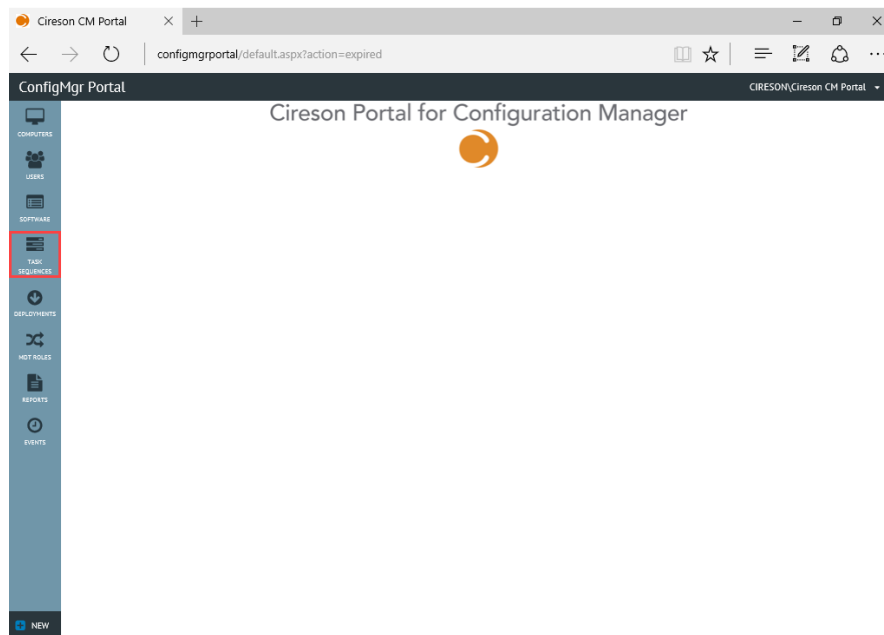 Cireson CM Portal
configmgrportal/default.aspx?action=expired
ConfigMgr Portal
CIRESON\Cireson CM Portal
Cireson Portal for Configuration Manager
COMPUTERS
USERS
SOFTWARE
TASK
SEQUENCES
DEPLOYMENTS
MDT ROLES
REPORTS
EVENTS
NEW